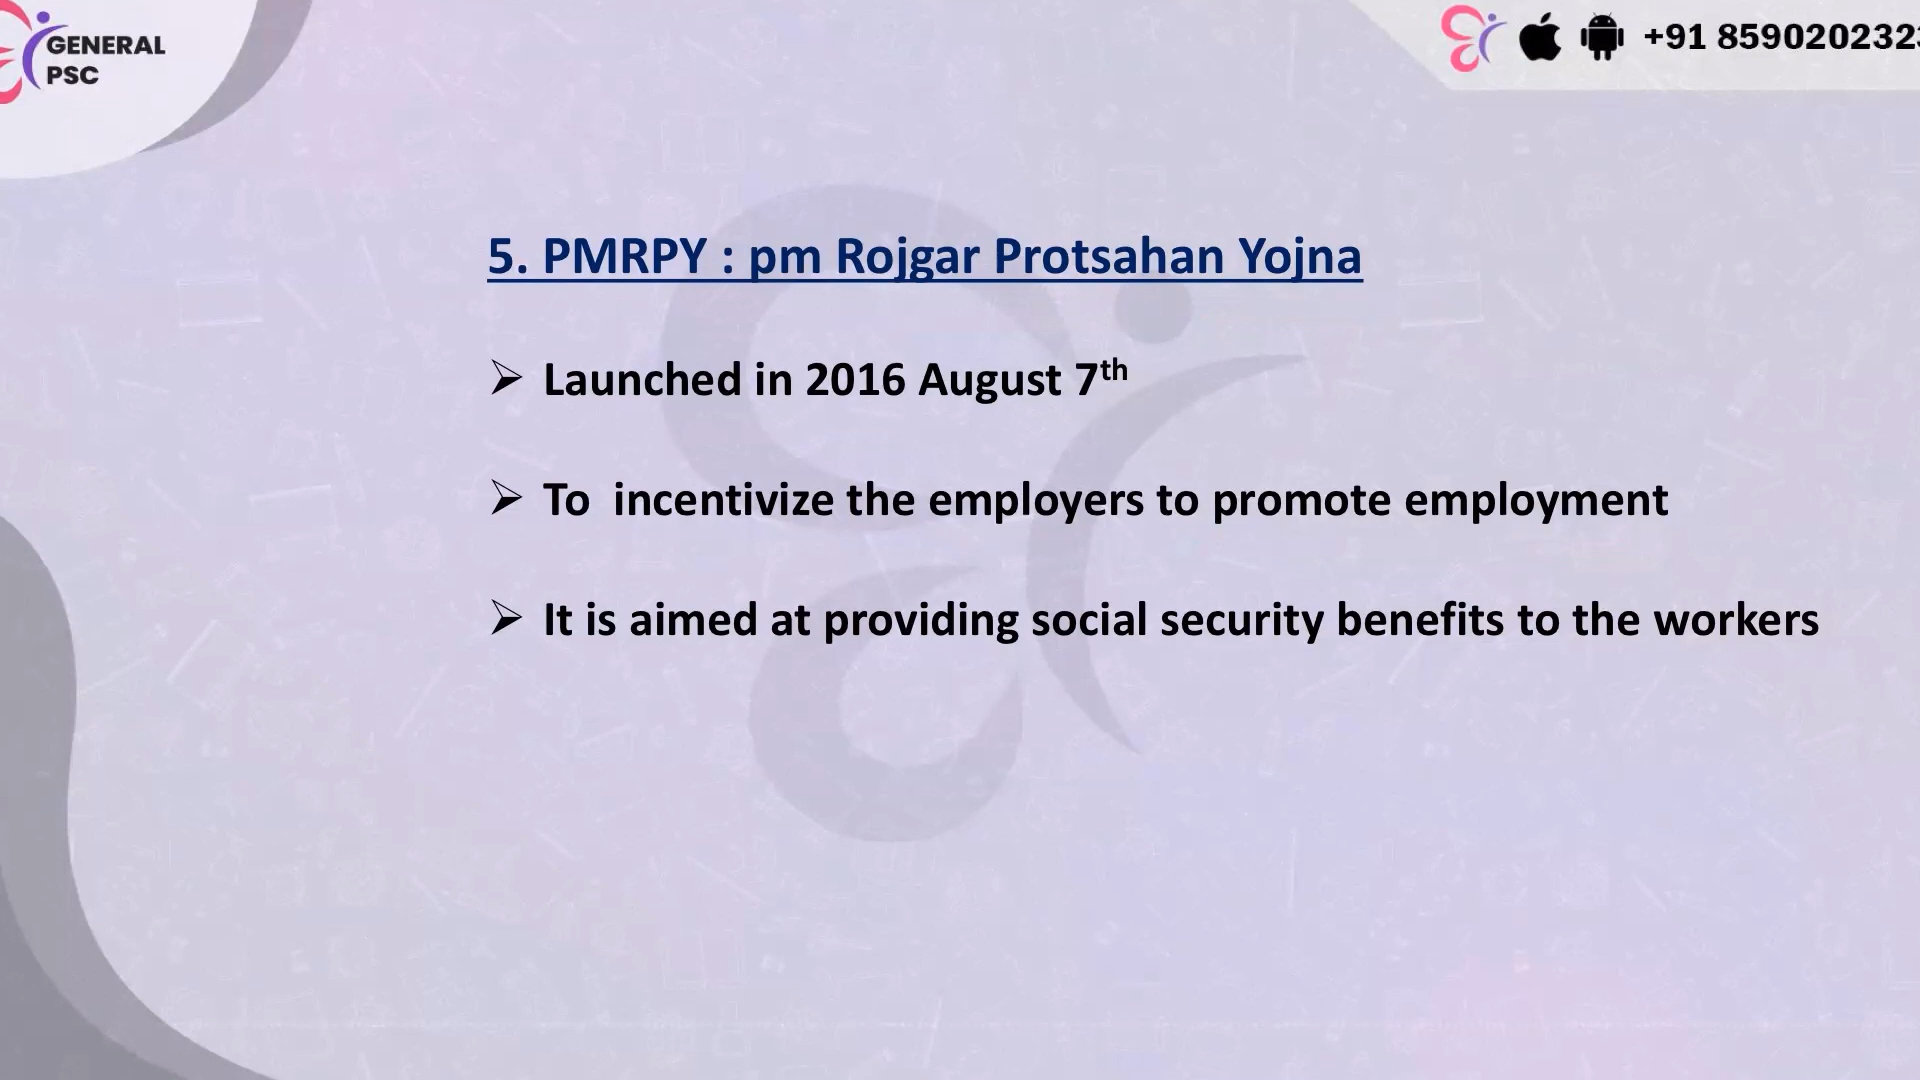 GENERAL
PSC
+91 859020232
5. PMRPY : pm Rojgar Protsahan Yojna
➢ Launched in 2016 August 7th
➢ To incentivize the employers to promote employment
➢ It is aimed at providing social security benefits to the workers